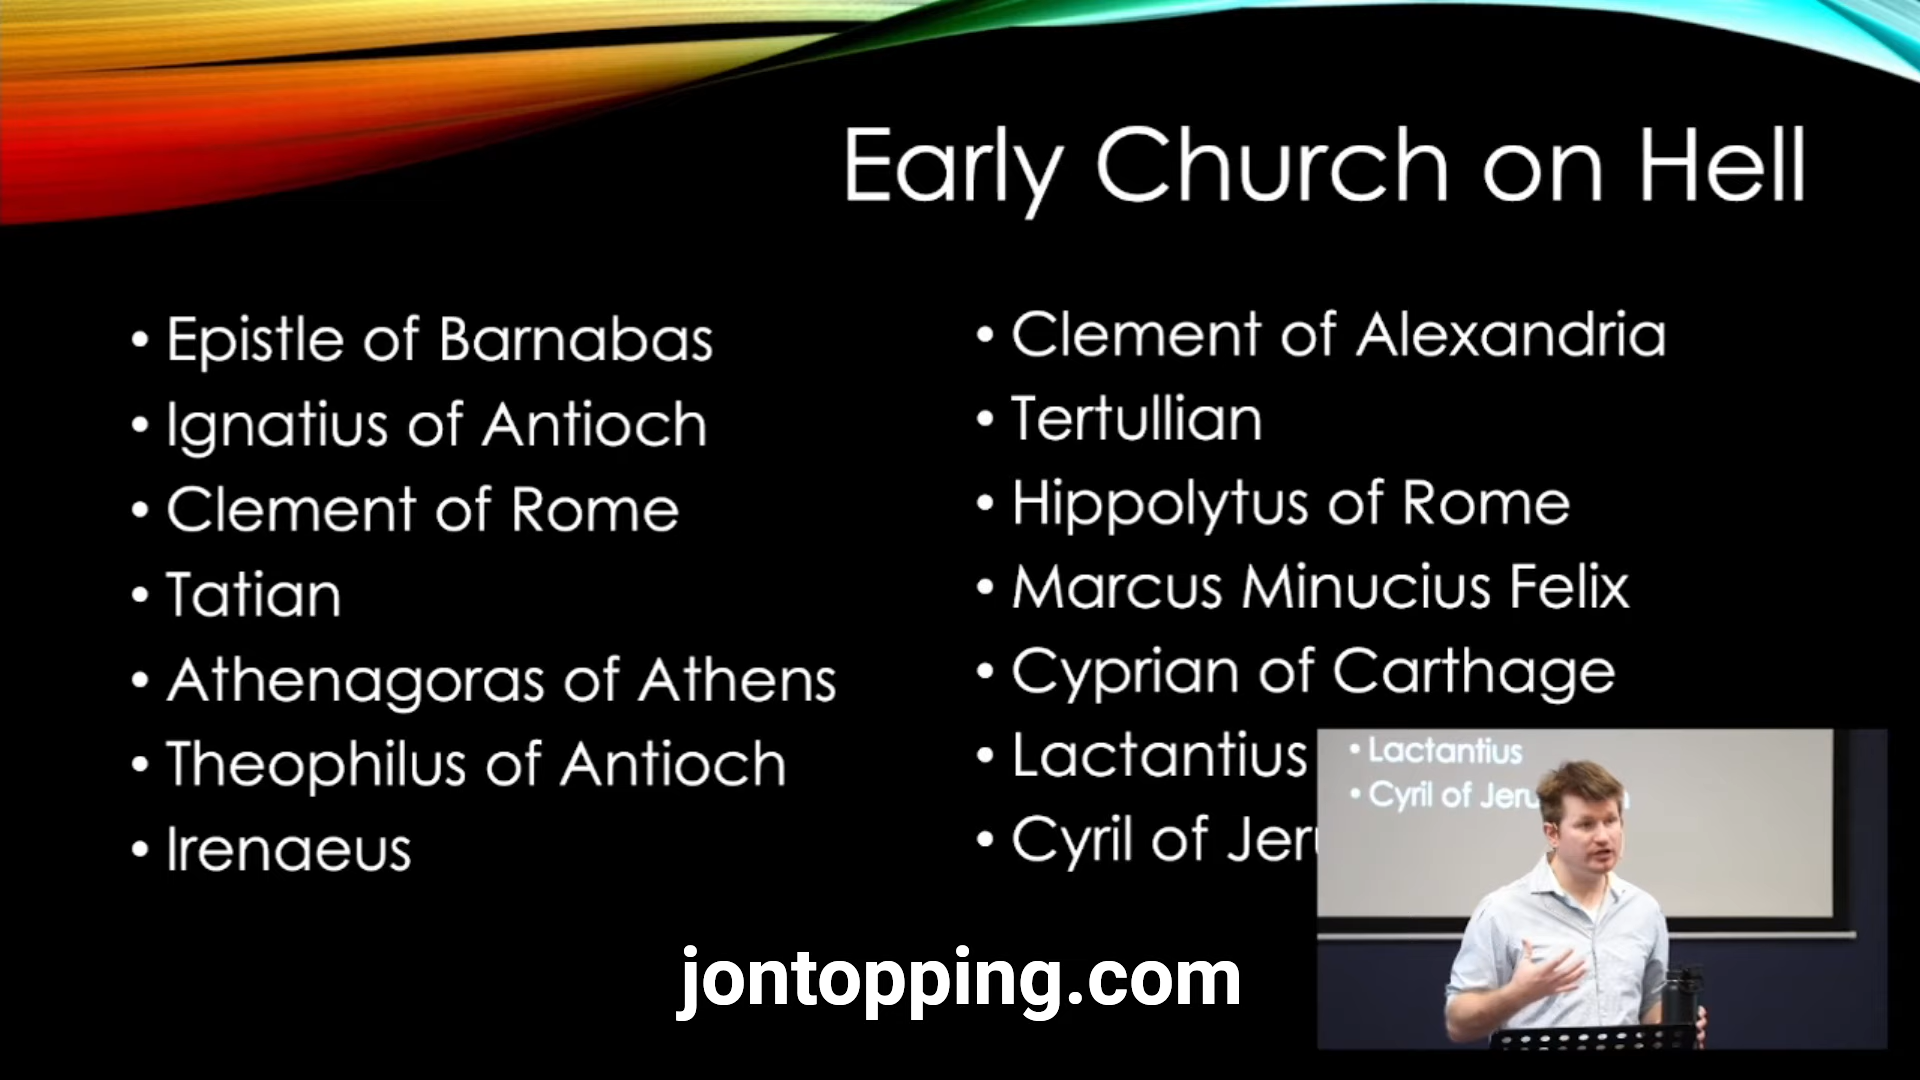 Early Church on Hell
• Epistle of Barnabas
• Ignatius of Antioch
• Clement of Rome
• Tatian
• Athenagoras of Athens
• Theophilus of Antioch
• Irenaeus
• Clement of Alexandria
• Tertullian
• Hippolytus of Rome
• Marcus Minucius Felix
• Cyprian of Carthage
• Lactantius
• Cyril of
• Lactantius
• Cyril of
jontopping.com